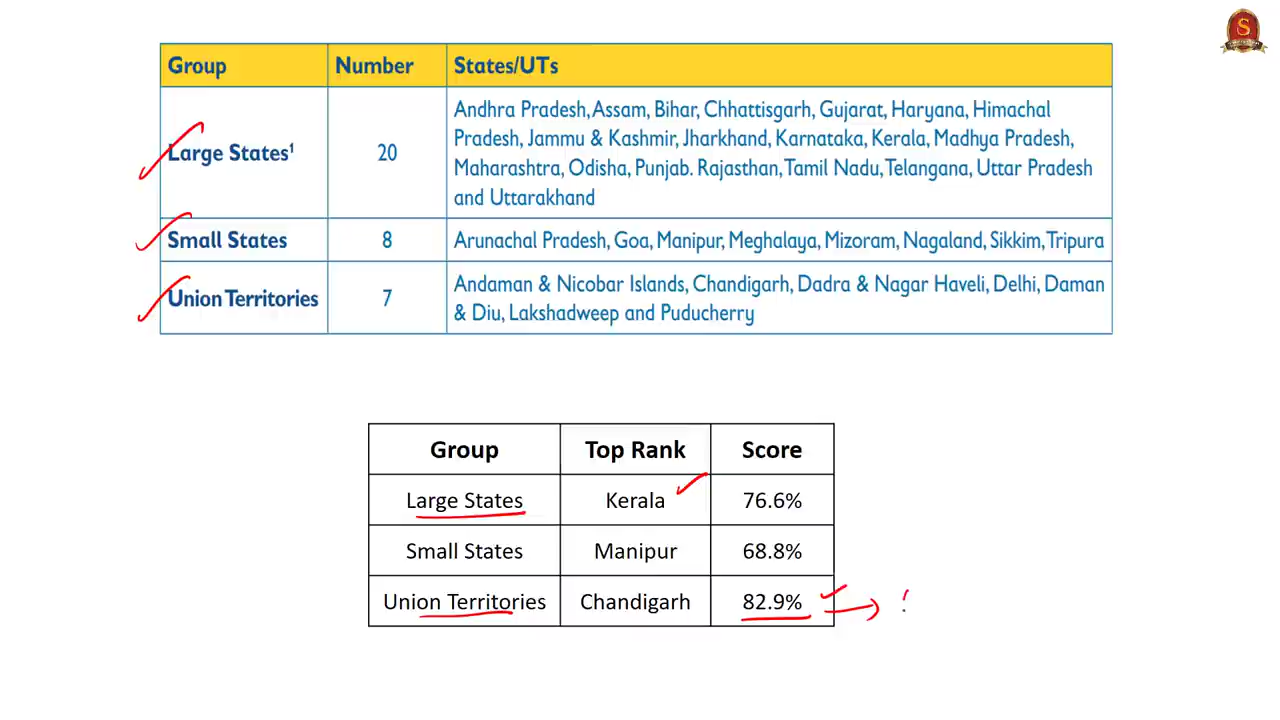 S
Group Number States/UTs
Large States¹ 20 Andhra Pradesh, Assam, Bihar, Chhattisgarh, Gujarat, Haryana, Himachal
Pradesh, Jammu & Kashmir, Jharkhand, Karnataka, Kerala, Madhya Pradesh,
Maharashtra, Odisha, Punjab. Rajasthan, Tamil Nadu, Telangana, Uttar Pradesh
and Uttarakhand
Small States 8 Arunachal Pradesh, Goa, Manipur, Meghalaya, Mizoram, Nagaland, Sikkim, Tripura
Union Territories 7 Andaman & Nicobar Islands, Chandigarh, Dadra & Nagar Haveli, Delhi, Daman
& Diu, Lakshadweep and Puducherry
Group Top Rank Score
Large States Kerala 76.6%
Small States Manipur 68.8%
Union Territories Chandigarh 82.9%